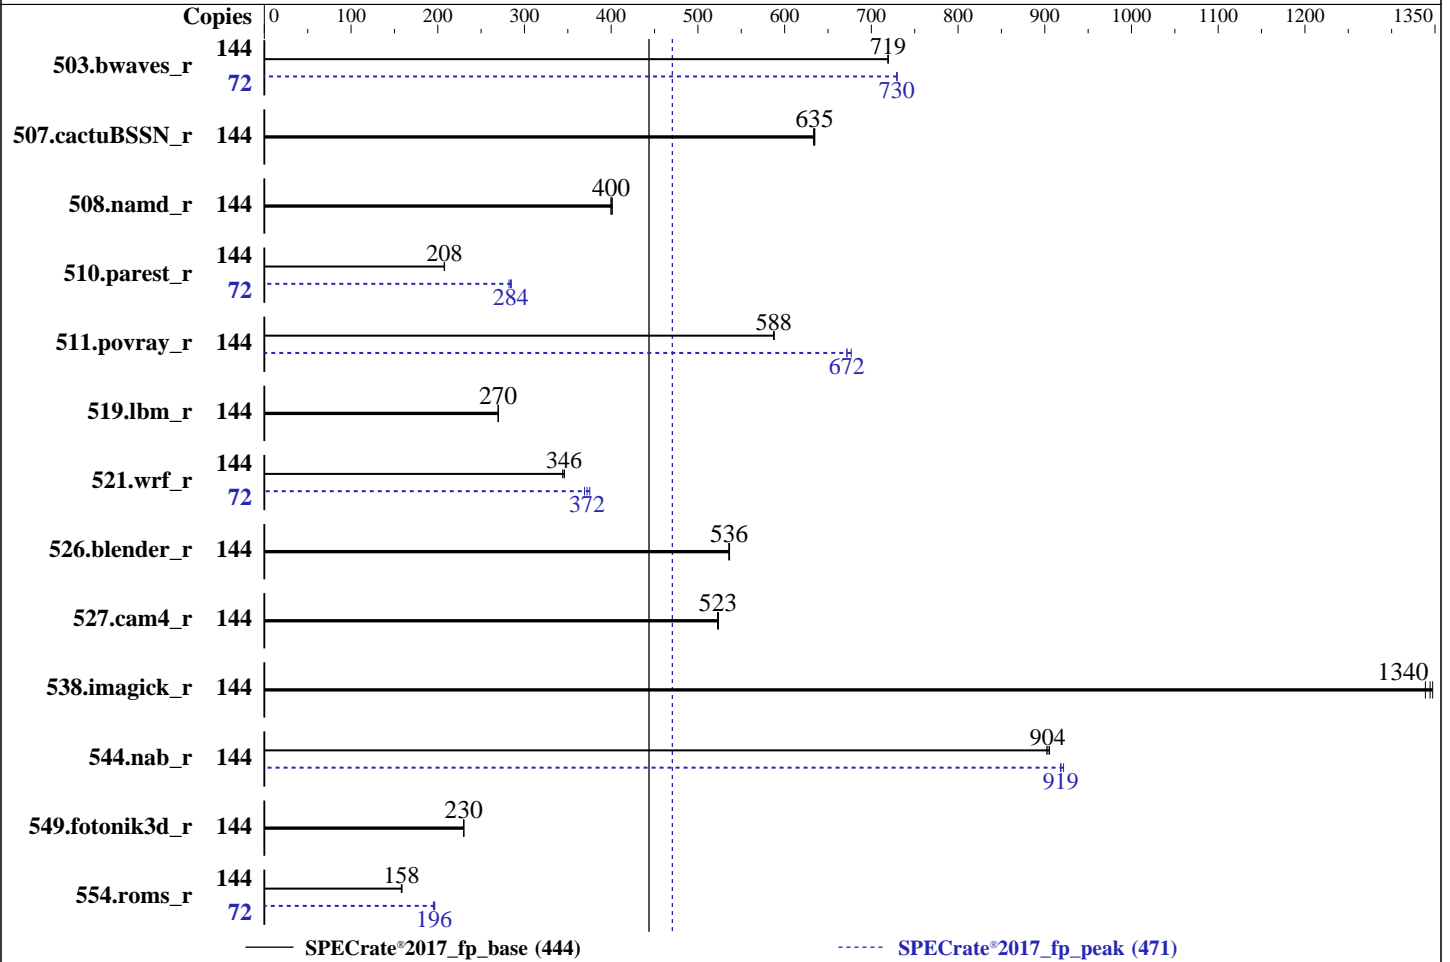 Copies 0 100 200 300 400 500 600 700 800 900 1000 1100 1200 1350
503.bwaves_r 144 719
72 730
507.cactuBSSN_r 144 635
508.namd_r 144 400
510.parest_r 144 208
72 284
511.povray_r 144 588
672
519.lbm_r 144 270
521.wrf_r 144 346
72 372
526.blender_r 144 536
527.cam4_r 144 523
538.imagick_r 144 1340
544.nab_r 144 904
919
549.fotonik3d_r 144 230
554.roms_r 144 158
72 196
SPECrate®2017_fp_base (444) SPECrate®2017_fp_peak (471)